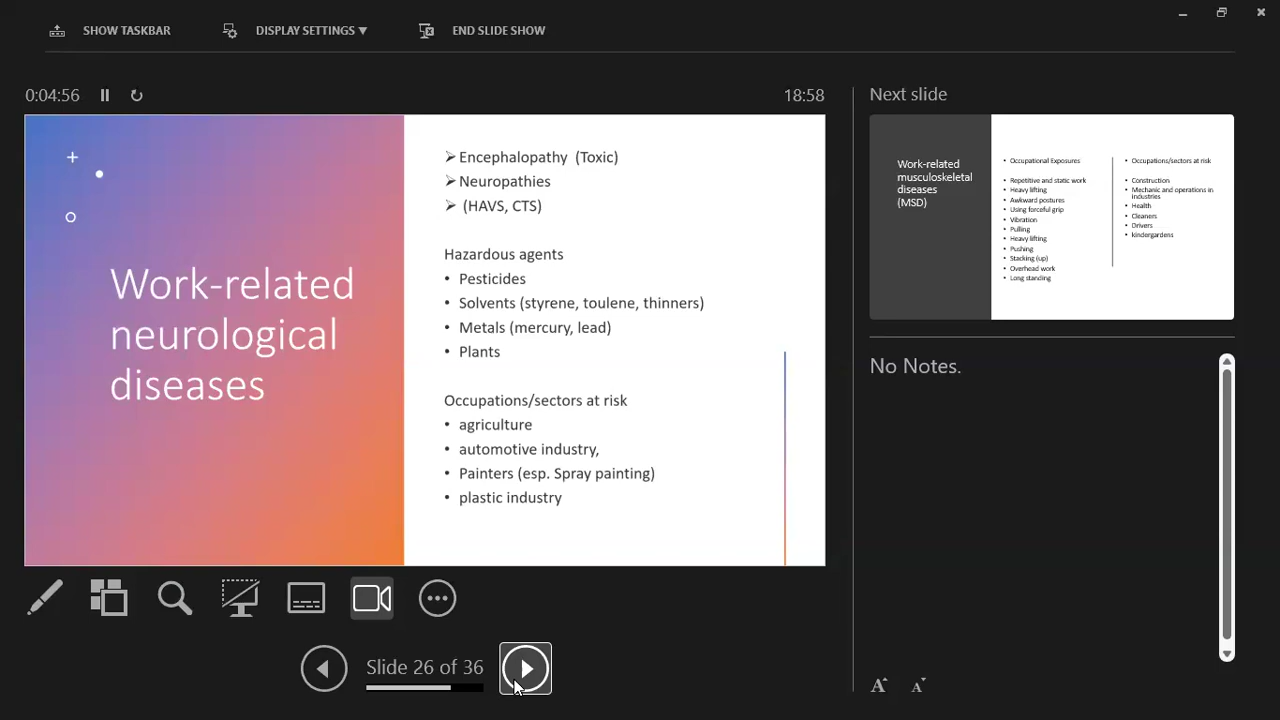 SHOW TASKBAR
DISPLAY SETTINGS ▼
END SLIDE SHOW
0:04:56
18:58
Work-related
neurological
diseases
➢ Encephalopathy (Toxic)
➢ Neuropathies
➢ (HAVS, CTS)
Hazardous agents
• Pesticides
• Solvents (styrene, toulene, thinners)
• Metals (mercury, lead)
• Plants
Occupations/sectors at risk
• agriculture
• automotive industry,
• Painters (esp. Spray painting)
• plastic industry
Slide 26 of 36
Next slide
Work-related
musculoskeletal
diseases
(MSD)
• Occupational Exposures
• Repetitive and static work
• Heavy lifting
• Awkward postures
• Using forceful grip
• Vibration
• Pulling
• Heavy lifting
• Pushing
• Stacking (up)
• Overhead work
• Long standing
• Occupations/sectors at risk
• Construction
• Mechanic and operations in
industries
• Health
• Cleaners
• Drivers
• kindergardens
No Notes.
A A